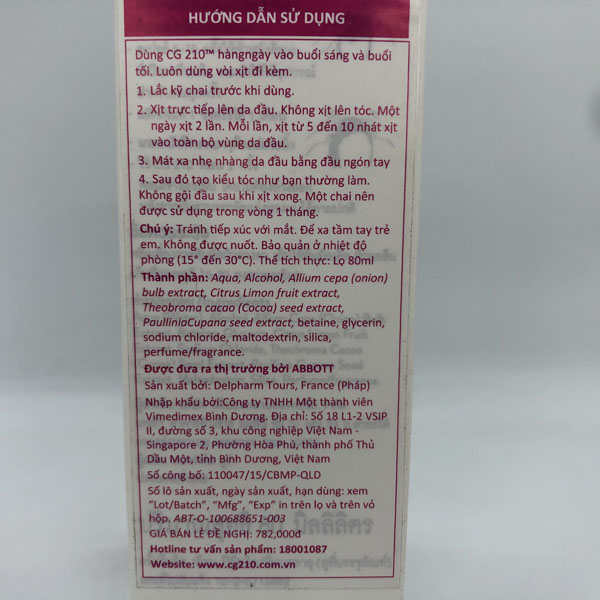 HƯỚNG DẪN SỬ DỤNG
Dùng CG 210™ hàngngày vào buổi sáng và buổi
tối. Luôn dùng vòi xịt đi kèm.
1. Lắc kỹ chai trước khi dùng.
2. Xịt trực tiếp lên da đầu. Không xịt lên tóc. Một
ngày xịt 2 lần. Mỗi lần, xịt từ 5 đến 10 nhát xịt
vào toàn bộ vùng da đầu.
3. Mát xa nhẹ nhàng da đầu bằng đầu ngón tay
4. Sau đó tạo kiểu tóc như bạn thường làm.
Không gội đầu sau khi xịt xong. Một chai nên
được sử dụng trong vòng 1 tháng.
Chú ý: Tránh tiếp xúc với mắt. Để xa tầm tay trẻ
em. Không được nuốt. Bảo quản ở nhiệt độ
phòng (15° đến 30°C). Thể tích thực: Lọ 80ml
Thành phần: Aqua, Alcohol, Allium cepa (onion)
bulb extract, Citrus Limon fruit extract,
Theobroma cacao (Cocoa) seed extract,
PaulliniaCupana seed extract, betaine, glycerin,
sodium chloride, maltodextrin, silica,
perfume/fragrance.
Được đưa ra thị trường bởi ABBOTT
Sản xuất bởi: Delpharm Tours, France (Pháp)
Nhập khẩu bởi:Công ty TNHH Một thành viên
Vimedimex Bình Dương. Địa chỉ: Số 18 L1-2 VSIP
II, đường số 3, khu công nghiệp Việt Nam -
Singapore 2, Phường Hòa Phú, thành phố Thủ
Dầu Một, tỉnh Bình Dương, Việt Nam
Số công bố: 110047/15/CBMP-QLD
Số lô sản xuất, ngày sản xuất, hạn dùng: xem
"Lot/Batch", "Mfg", "Exp" in trên lọ và trên vỏ
hộp. ABT-O-100688651-003
GIÁ BÁN LẺ ĐỀ NGHỊ: 782,000đ
Hotline tư vấn sản phẩm: 18001087
Website: www.cg210.com.vn